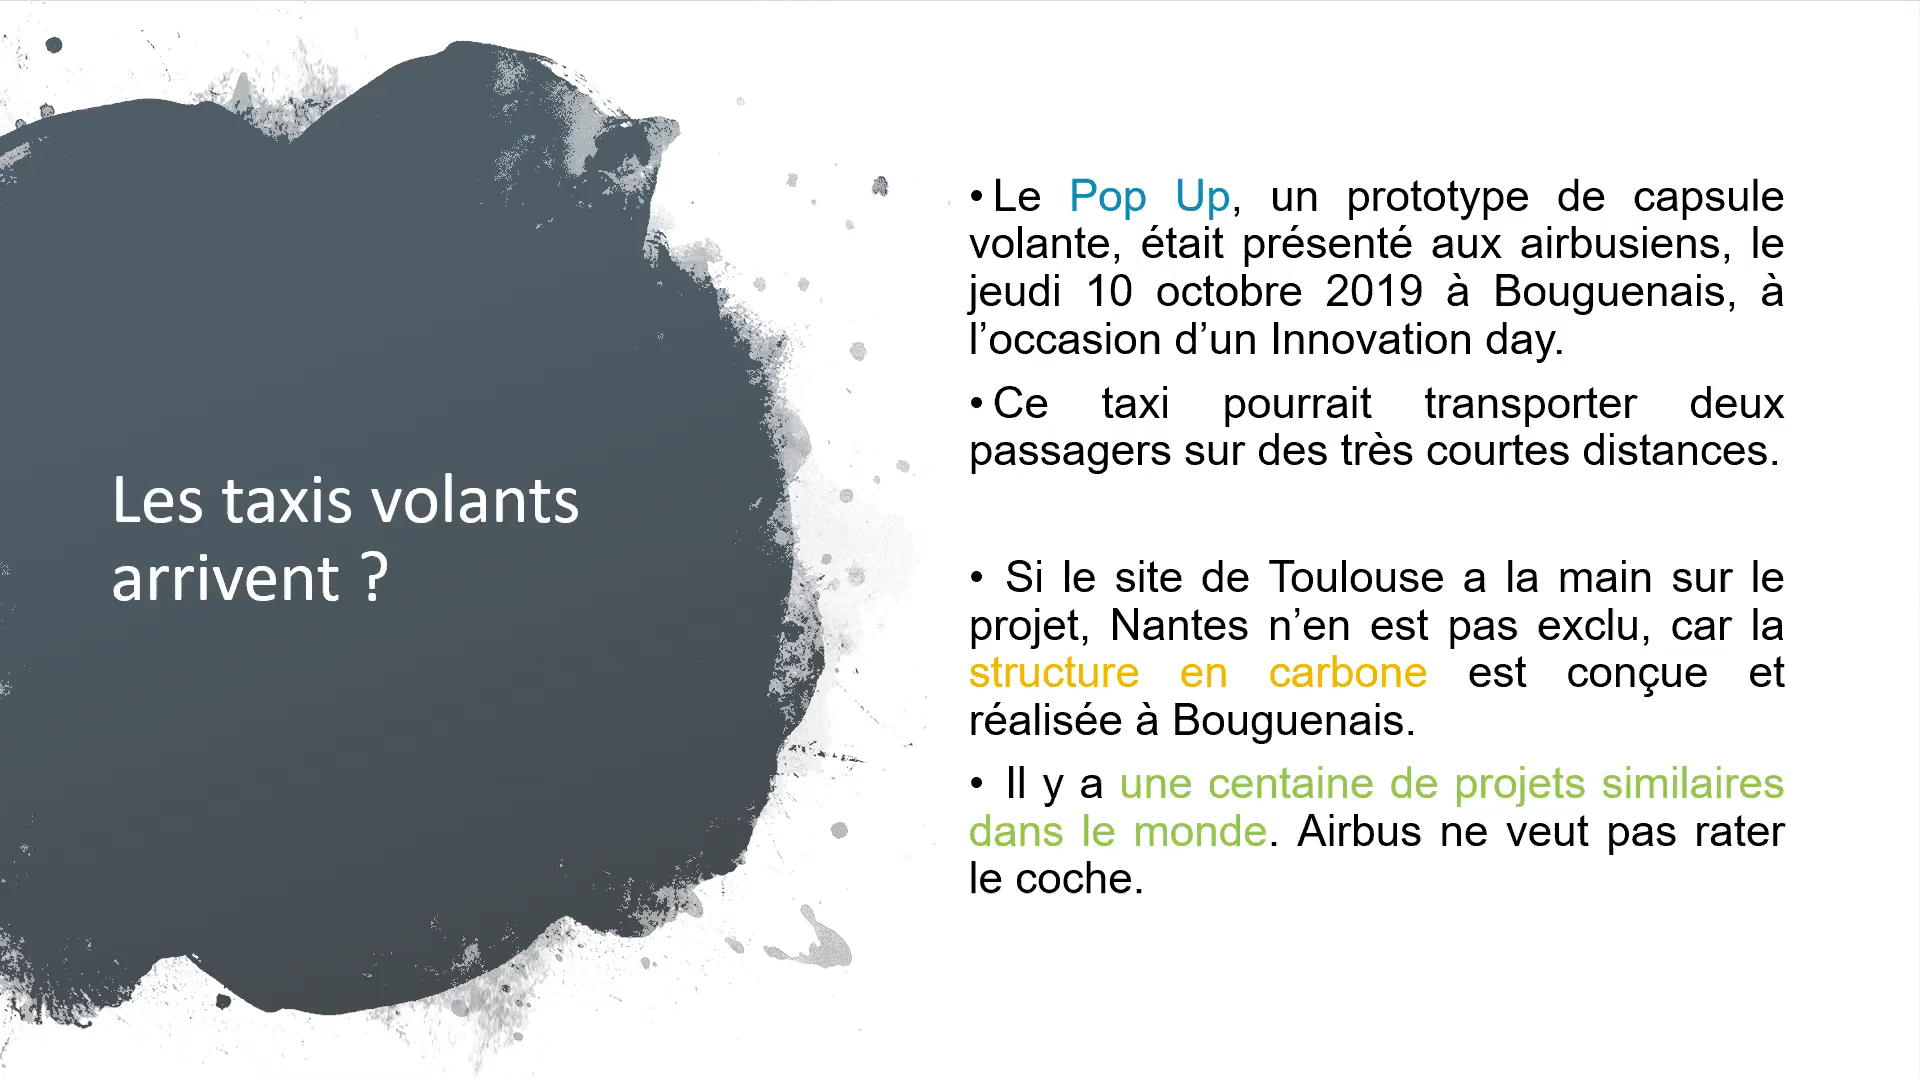 Les taxis volants
arrivent ?
• Le Pop Up, un prototype de capsule
volante, était présenté aux airbusiens, le
jeudi 10 octobre 2019 à Bouguenais, à
l’occasion d’un Innovation day.
• Ce taxi pourrait transporter deux
passagers sur des très courtes distances.
• Si le site de Toulouse a la main sur le
projet, Nantes n’en est pas exclu, car la
structure en carbone est conçue et
réalisée à Bouguenais.
• Il y a une centaine de projets similaires
dans le monde. Airbus ne veut pas rater
le coche.